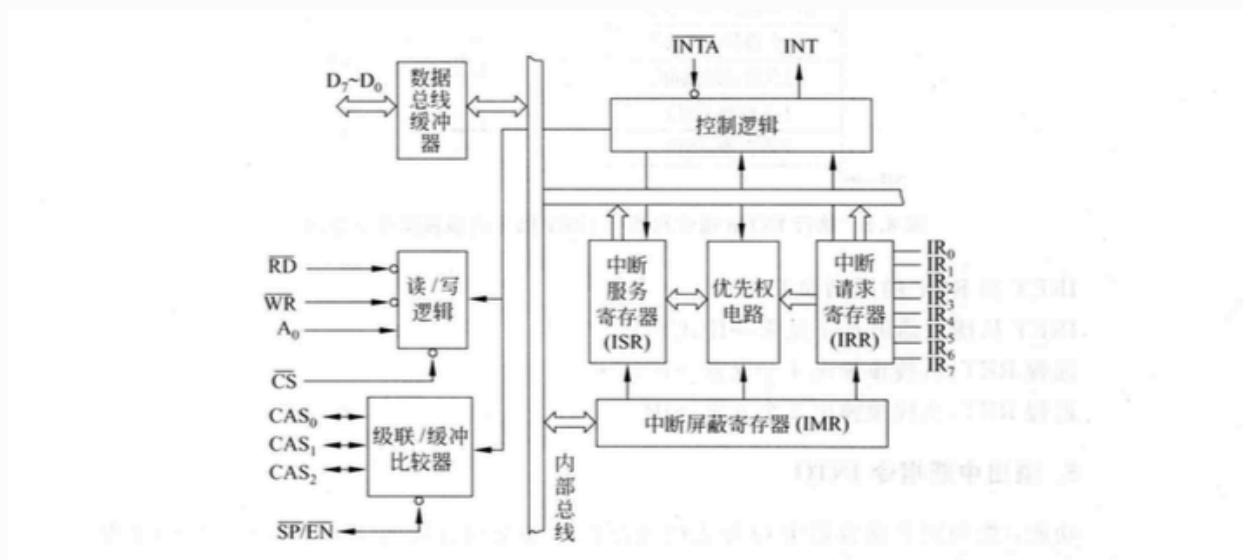 INTA INT
D7~D0
数据
总线
缓冲
器
控制逻辑
RD
WR
A0
CS
读/写
逻辑
中断
服务
寄存器
(ISR)
优先权
电路
中断
请求
寄存器
(IRR)
IR0
IR1
IR2
IR3
IR4
IR5
IR6
IR7
CAS0
CAS1
CAS2
级联/缓冲
比较器
SP/EN
中断屏蔽寄存器 (IMR)
内
部
总
线